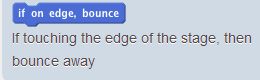 if on edge, bounce
If touching the edge of the stage, then
bounce away